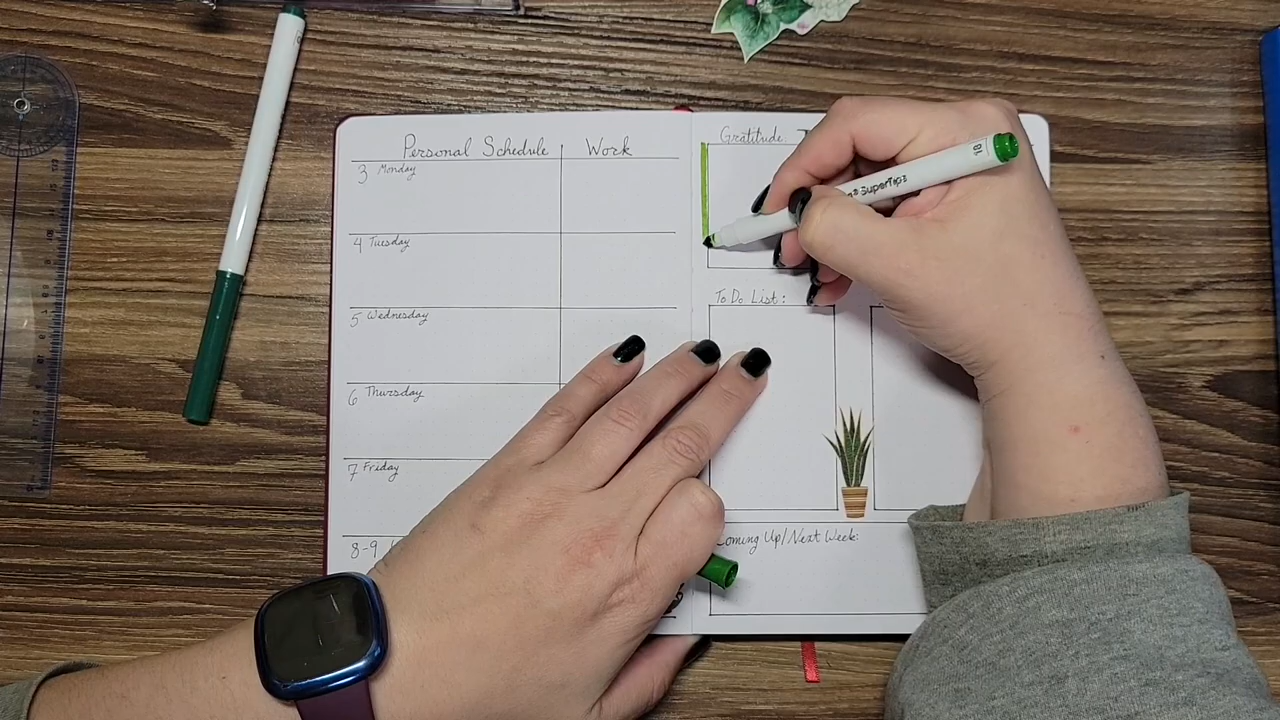 Personal Schedule
Work
3 Monday
4 Tuesday
5 Wednesday
6 Thursday
7 Friday
8-9
Gratitude:
To Do List:
Coming Up/Next Week:
SuperTips
18